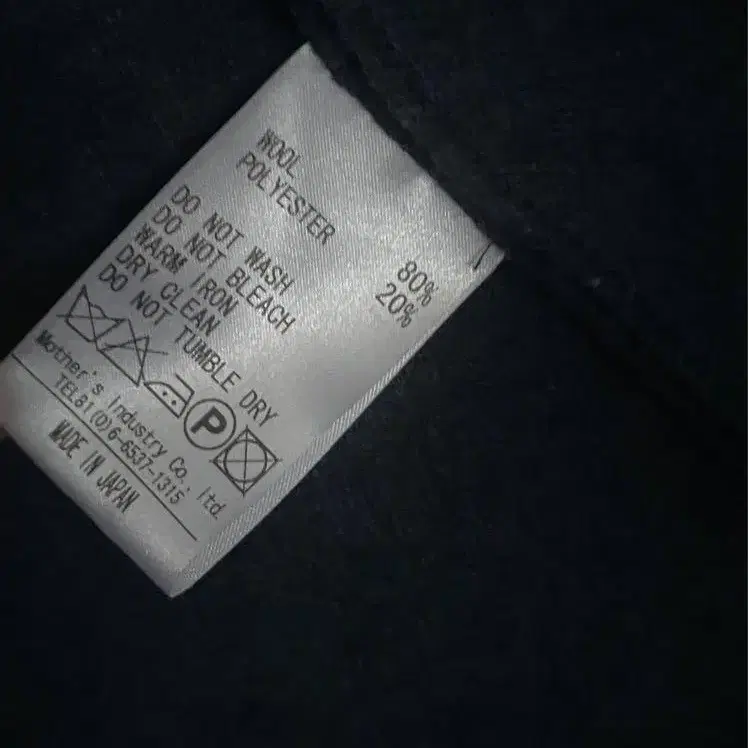 WOOL 80%
POLYESTER 20%
DO NOT WASH
DO NOT BLEACH
WARM IRON
DRY CLEAN
DO NOT TUMBLE DRY
P
Mother's Industry Co., ltd.
TEL81(0)6-6537-1315
MADE IN JAPAN